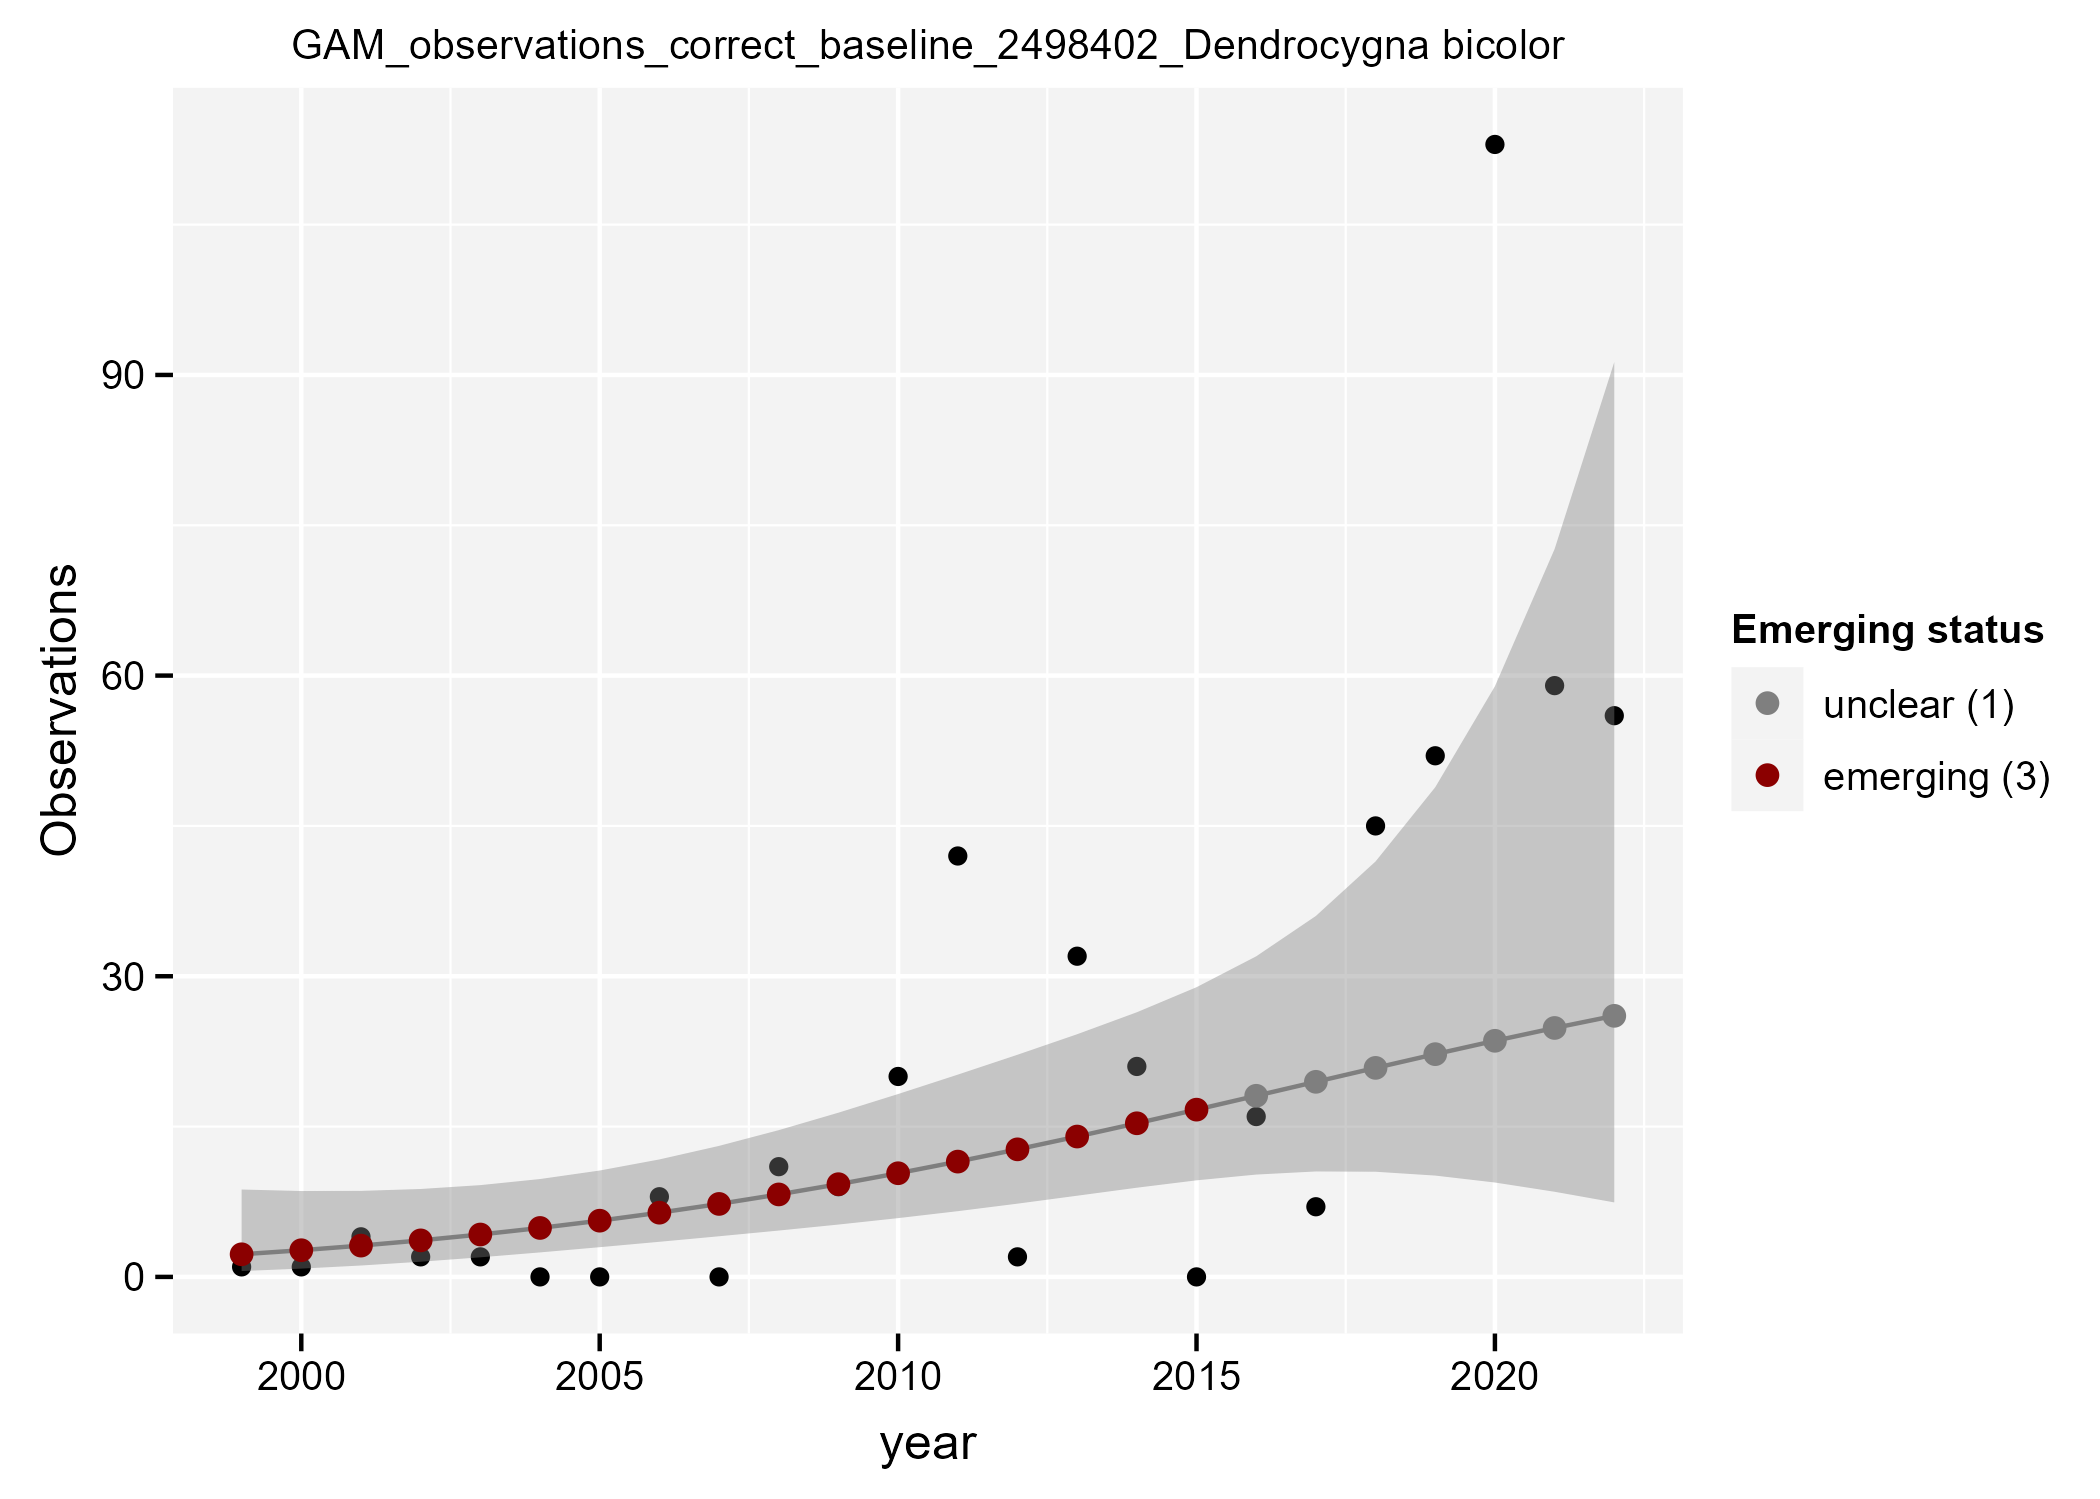 GAM_observations_correct_baseline_2498402_Dendrocygna bicolor
Observations
90
60
30
0
2000 2005 2010 2015 2020
year
Emerging status
unclear (1)
emerging (3)